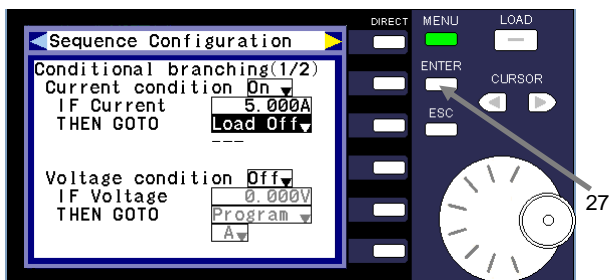 DIRECT MENU LOAD
Sequence Configuration
Conditional branching(1/2)
Current condition On
IF Current 5.000A
THEN GOTO Load Off
---
Voltage condition Off
IF Voltage 0.000V
THEN GOTO Program
A
ENTER
CURSOR
ESC
27